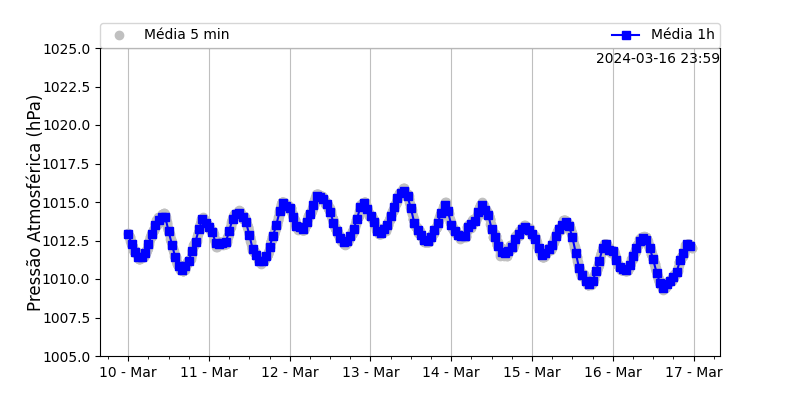 Média 5 min
Média 1h
2024-03-16 23:59
Pressão Atmosférica (hPa)
1025.0
1022.5
1020.0
1017.5
1015.0
1012.5
1010.0
1007.5
1005.0
10 - Mar
11 - Mar
12 - Mar
13 - Mar
14 - Mar
15 - Mar
16 - Mar
17 - Mar